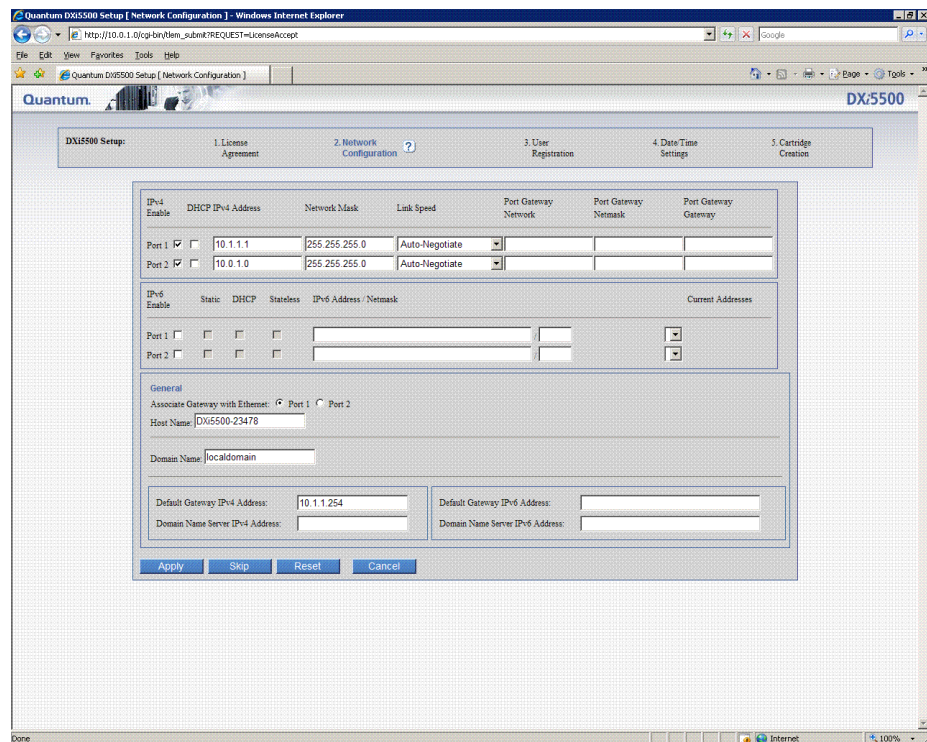 Quantum DXi5500 Setup [ Network Configuration ] - Windows Internet Explorer
http://10.0.1.0/cgi-bin/tlem_submit?REQUEST=LicenseAccept
Google
File Edit View Favorites Tools Help
Quantum DXi5500 Setup [ Network Configuration ]
Page Tools
Quantum.
DXi5500
DXi5500 Setup:
1. License Agreement
2. Network Configuration ?
3. User Registration
4. Date/Time Settings
5. Cartridge Creation
IPv4 Enable DHCP IPv4 Address Network Mask Link Speed Port Gateway Network Port Gateway Netmask Port Gateway Gateway
Port 1 10.1.1.1 255.255.255.0 Auto-Negotiate
Port 2 10.0.1.0 255.255.255.0 Auto-Negotiate
IPv6 Enable Static DHCP Stateless IPv6 Address / Netmask Current Addresses
Port 1 /
Port 2 /
General
Associate Gateway with Ethernet: Port 1 Port 2
Host Name: DXi5500-23478
Domain Name: localdomain
Default Gateway IPv4 Address: 10.1.1.254
Domain Name Server IPv4 Address:
Default Gateway IPv6 Address:
Domain Name Server IPv6 Address:
Apply Skip Reset Cancel
Done Internet 100%